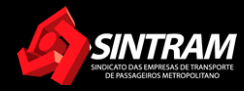 SINTRAM
SINDICATO DAS EMPRESAS DE TRANSPORTE
DE PASSAGEIROS METROPOLITANO